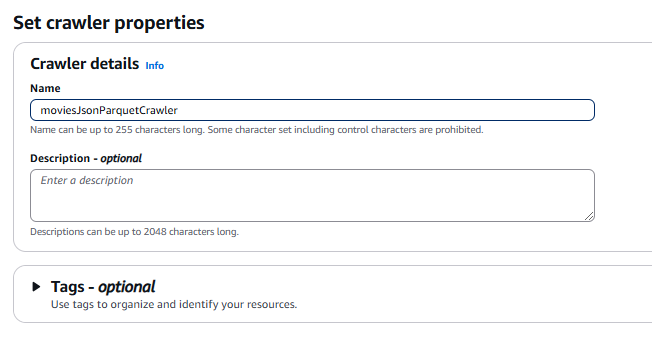 Set crawler properties
Crawler details Info
Name
moviesJsonParquetCrawler
Name can be up to 255 characters long. Some character set including control characters are prohibited.
Description - optional
Enter a description
Descriptions can be up to 2048 characters long.
Tags - optional
Use tags to organize and identify your resources.